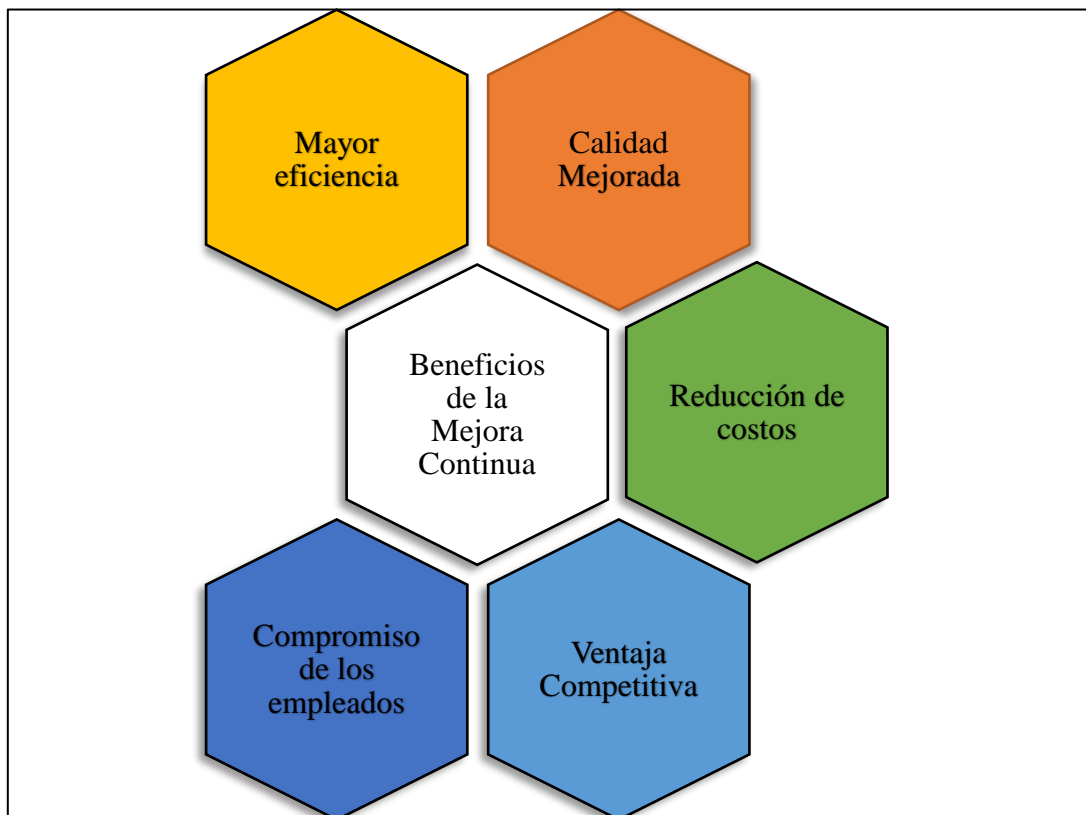 Mayor
eficiencia
Calidad
Mejorada
Beneficios
de la
Mejora
Continua
Reducción de
costos
Compromiso
de los
empleados
Ventaja
Competitiva